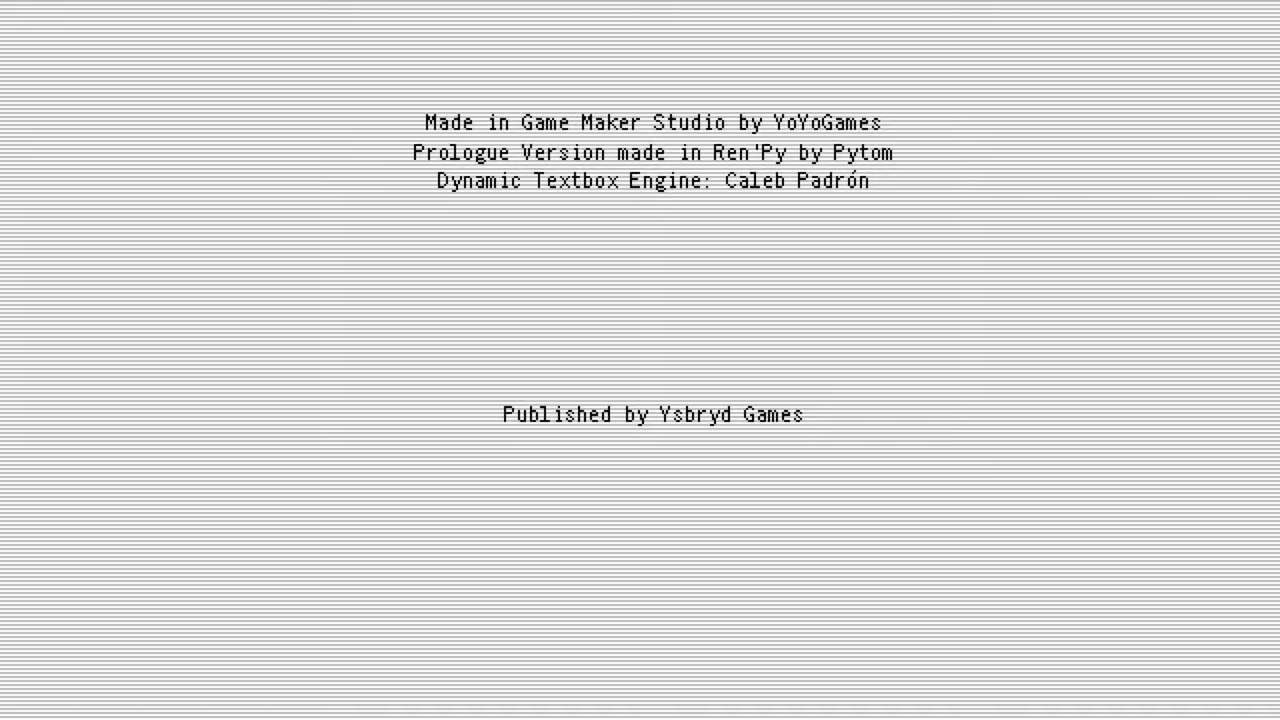 Made in Game Maker Studio by YoYoGames
Prologue Version made in Ren'Py by Pytom
Dynamic Textbox Engine: Caleb Padrón
Published by Ysbryd Games